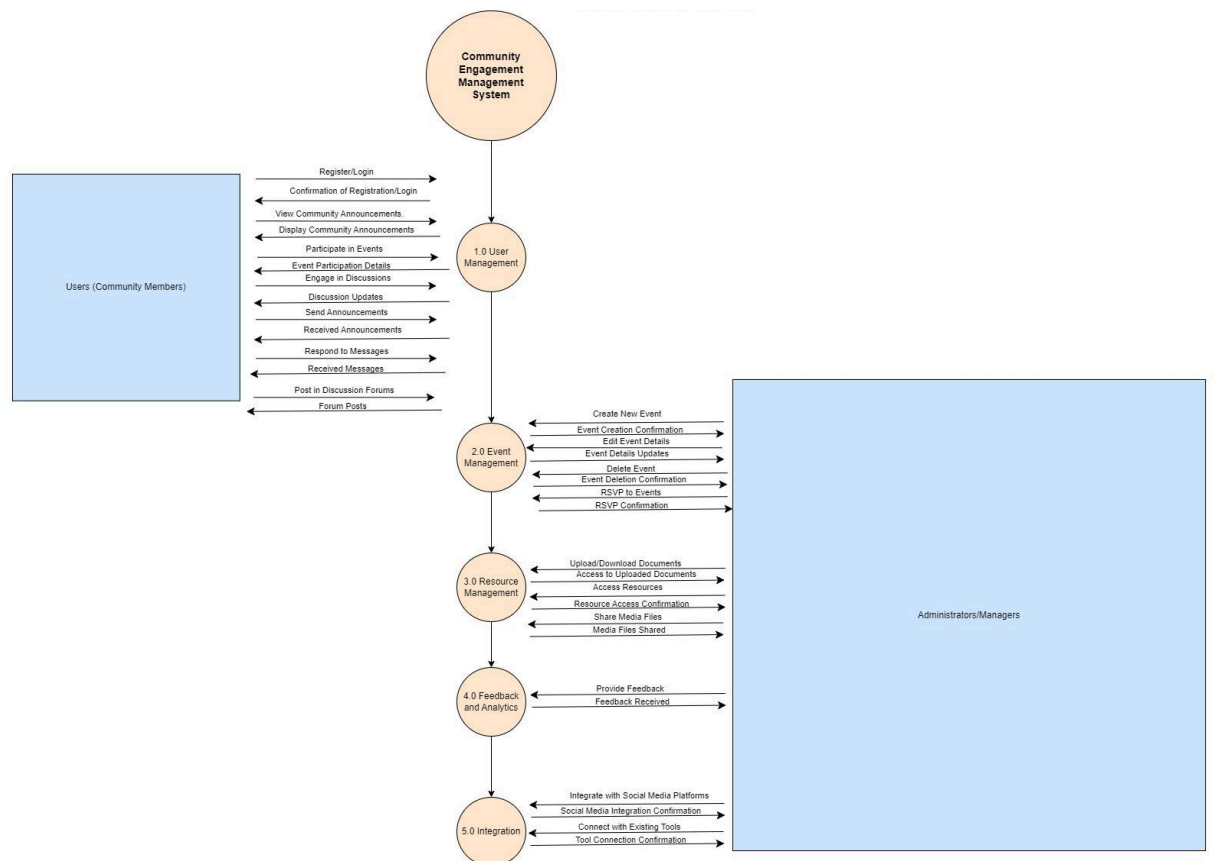 Community
Engagement
Management
System
Register/Login
Confirmation of Registration/Login
View Community Announcements.
Display Community Announcements
Participate in Events
Event Participation Details
Engage in Discussions
Discussion Updates
Send Announcements
Received Announcements
Respond to Messages
Received Messages
Post in Discussion Forums
Forum Posts
Users (Community Members)
1.0 User
Management
Create New Event
Event Creation Confirmation
Edit Event Details
Event Details Updates
Delete Event
Event Deletion Confirmation
RSVP to Events
RSVP Confirmation
2.0 Event
Management
Upload/Download Documents
Access to Uploaded Documents
Access Resources
Resource Access Confirmation
Share Media Files
Media Files Shared
3.0 Resource
Management
Administrators/Managers
Provide Feedback
Feedback Received
4.0 Feedback
and Analytics
Integrate with Social Media Platforms
Social Media Integration Confirmation
Connect with Existing Tools
Tool Connection Confirmation
5.0 Integration